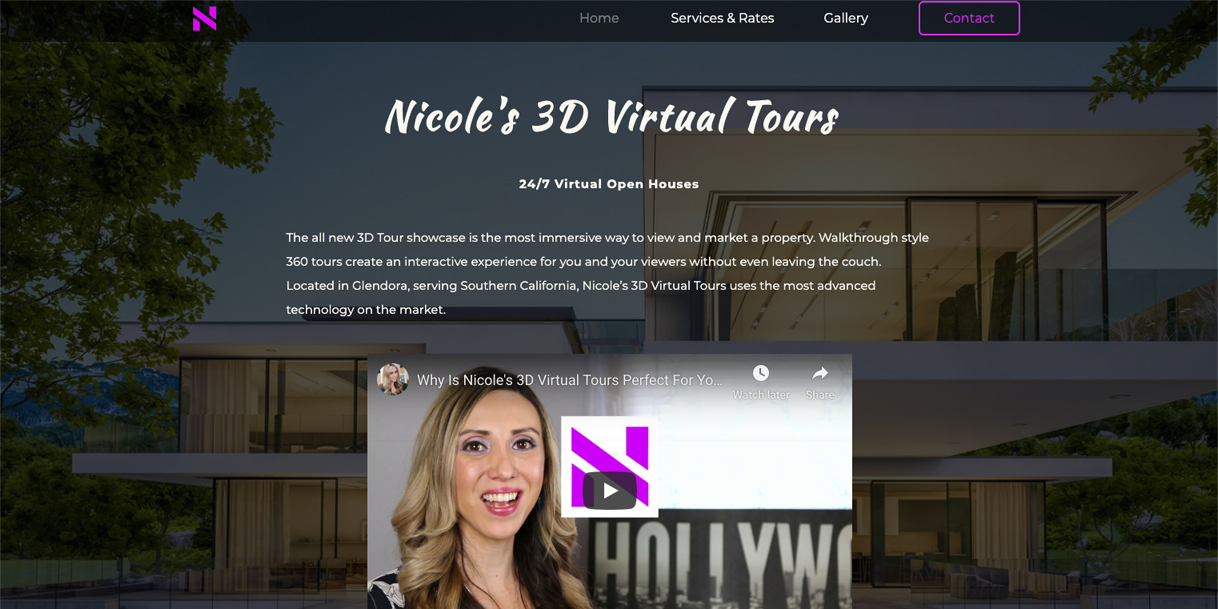 Home Services & Rates Gallery Contact
Nicole's 3D Virtual Tours
24/7 Virtual Open Houses
The all new 3D Tour showcase is the most immersive way to view and market a property. Walkthrough style
360 tours create an interactive experience for you and your viewers without even leaving the couch.
Located in Glendora, serving Southern California, Nicole’s 3D Virtual Tours uses the most advanced
technology on the market.
Why Is Nicole's 3D Virtual Tours Perfect For Yo...
Watch later Share
N
HOLLYWO